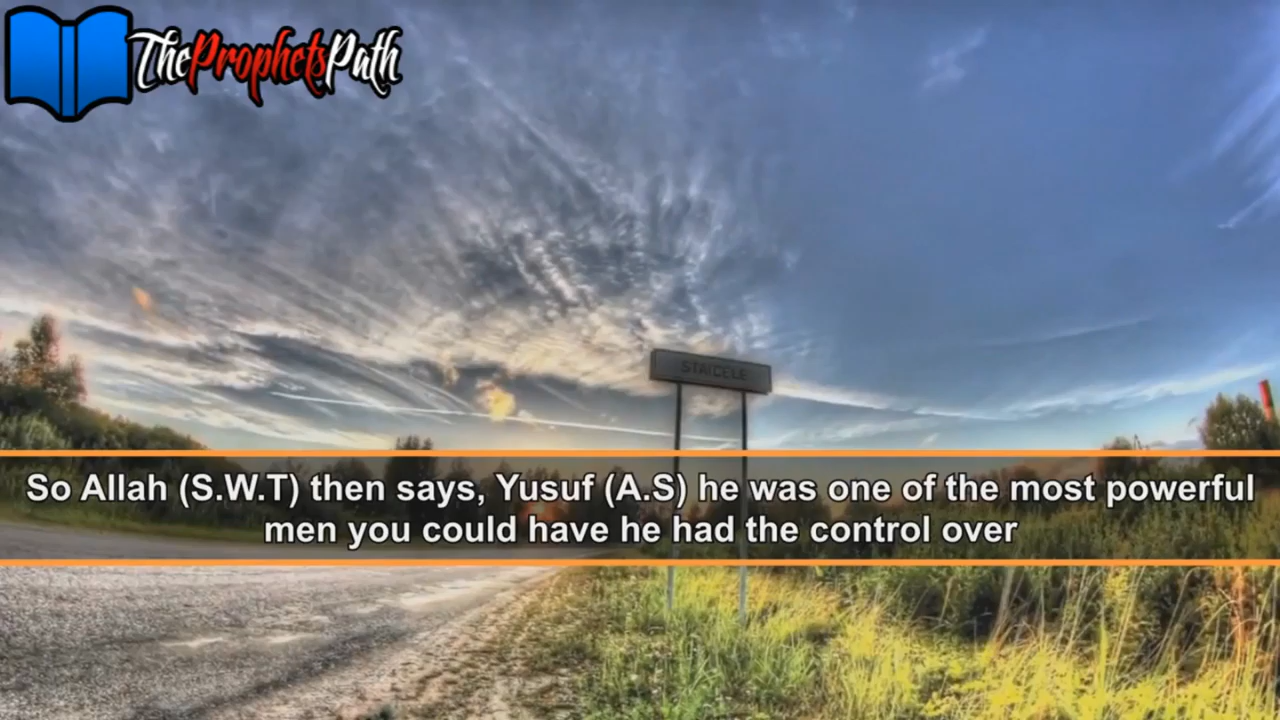 TheProphetsPath
STAICELE
So Allah (S.W.T) then says, Yusuf (A.S) he was one of the most powerful
men you could have he had the control over